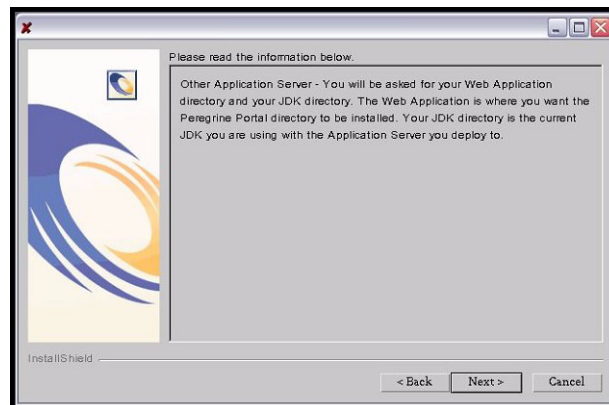 Please read the information below.
Other Application Server - You will be asked for your Web Application
directory and your JDK directory. The Web Application is where you want the
Peregrine Portal directory to be installed. Your JDK directory is the current
JDK you are using with the Application Server you deploy to.
InstallShield
< Back Next > Cancel